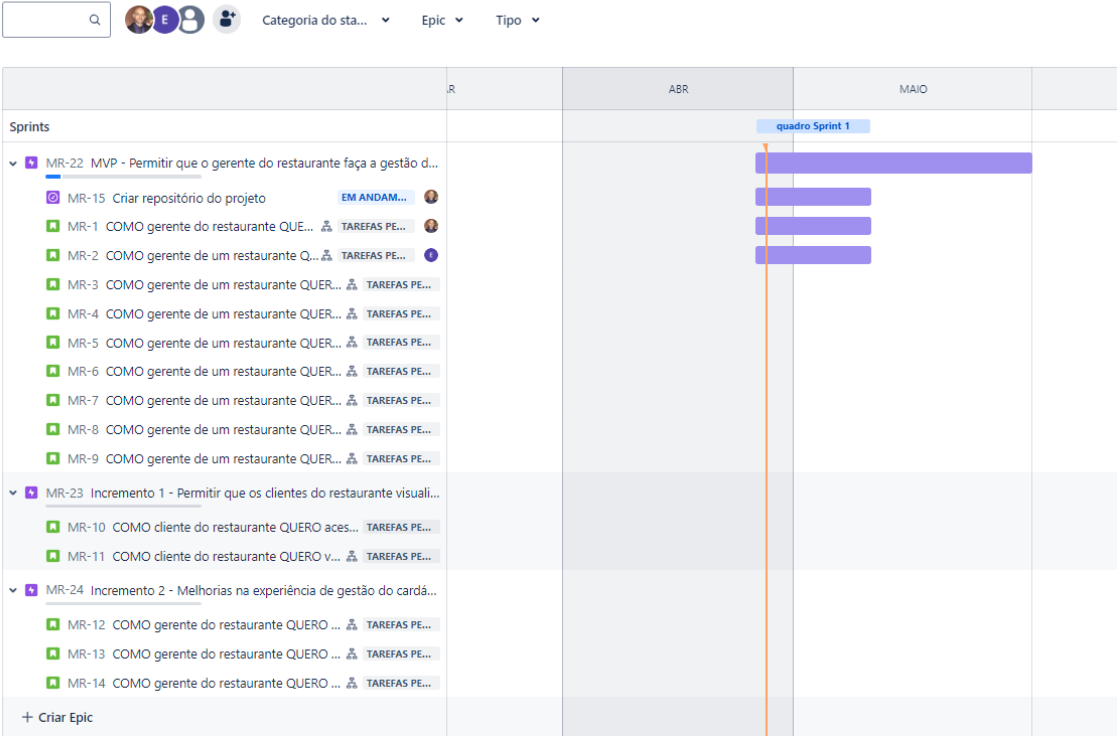 E
Categoria do sta...
Epic
Tipo
.R
ABR
MAIO
Sprints
quadro Sprint 1
MR-22 MVP - Permitir que o gerente do restaurante faça a gestão d...
MR-15 Criar repositório do projeto EM ANDAM...
MR-1 COMO gerente do restaurante QUE... TAREFAS PE...
MR-2 COMO gerente de um restaurante Q... TAREFAS PE... E
MR-3 COMO gerente de um restaurante QUER... TAREFAS PE...
MR-4 COMO gerente de um restaurante QUER... TAREFAS PE...
MR-5 COMO gerente de um restaurante QUER... TAREFAS PE...
MR-6 COMO gerente de um restaurante QUER... TAREFAS PE...
MR-7 COMO gerente de um restaurante QUER... TAREFAS PE...
MR-8 COMO gerente de um restaurante QUER... TAREFAS PE...
MR-9 COMO gerente de um restaurante QUER... TAREFAS PE...
MR-23 Incremento 1 - Permitir que os clientes do restaurante visuali...
MR-10 COMO cliente do restaurante QUERO aces... TAREFAS PE...
MR-11 COMO cliente do restaurante QUERO v... TAREFAS PE...
MR-24 Incremento 2 - Melhorias na experiência de gestão do cardá...
MR-12 COMO gerente do restaurante QUERO ... TAREFAS PE...
MR-13 COMO gerente do restaurante QUERO ... TAREFAS PE...
MR-14 COMO gerente do restaurante QUERO ... TAREFAS PE...
+ Criar Epic